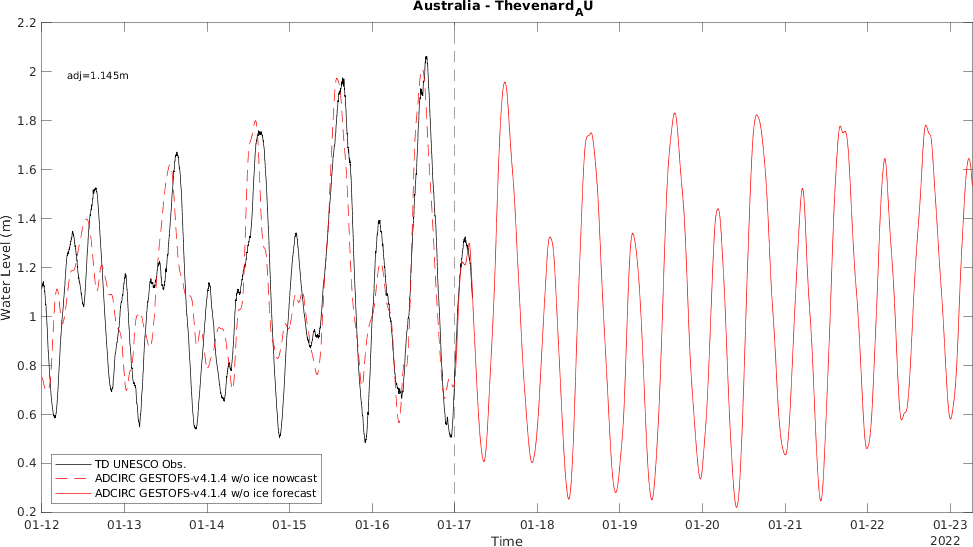 Australia - Thevenard_AU
2.2
2
1.8
1.6
1.4
1.2
1
0.8
0.6
0.4
0.2
Water Level (m)
adj=1.145m
TD UNESCO Obs.
ADCIRC GESTOFS-v4.1.4 w/o ice nowcast
ADCIRC GESTOFS-v4.1.4 w/o ice forecast
01-12 01-13 01-14 01-15 01-16 01-17 01-18 01-19 01-20 01-21 01-22 01-23
Time 2022